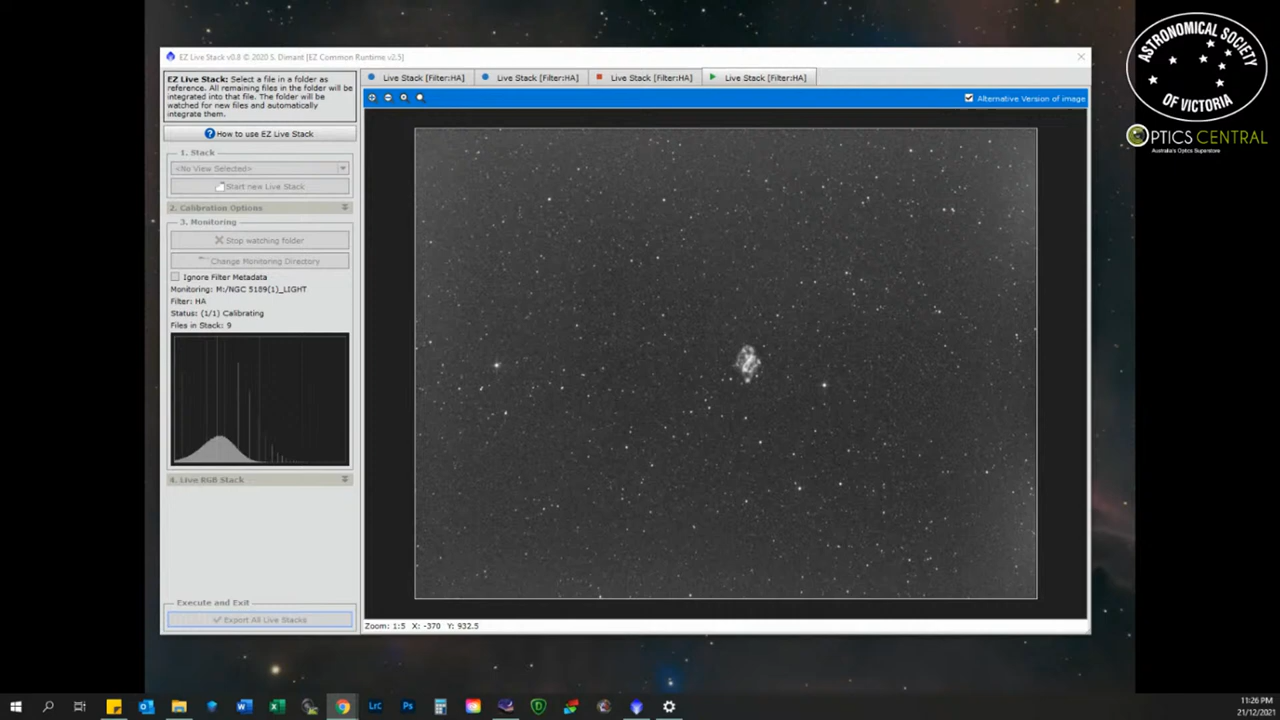 EZ Live Stack v0.8 © 2020 S. Dimant [EZ Common Runtime v2.5]
EZ Live Stack: Select a file in a folder as
reference. All remaining files in the folder will be
integrated into that file. The folder will be
watched for new files and automatically
integrate them.
How to use EZ Live Stack
1. Stack
<No View Selected>
Start new Live Stack
2. Calibration Options
3. Monitoring
Stop watching folder
Change Monitoring Directory
Ignore Filter Metadata
Monitoring: M:/NGC 5189(1)_LIGHT
Filter: HA
Status: (1/1) Calibrating
Files in Stack: 9
4. Live RGB Stack
Execute and Exit
Export All Live Stacks
Live Stack [Filter:HA]
Live Stack [Filter:HA]
Live Stack [Filter:HA]
Live Stack [Filter:HA]
Alternative Version of image
Zoom: 1:5 X: -370 Y: 932.5
ASTRONOMICAL SOCIETY
OF VICTORIA
OPTICS CENTRAL
Australia's Optics Superstore
LrC
Ps
11:26 PM
21/12/2021